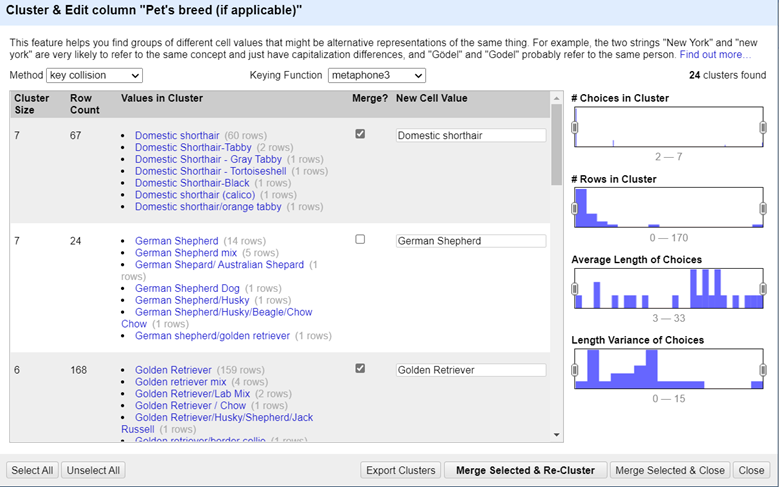 Cluster & Edit column "Pet's breed (if applicable)"
This feature helps you find groups of different cell values that might be alternative representations of the same thing. For example, the two strings "New York" and "new
york" are very likely to refer to the same concept and just have capitalization differences, and "Gödel" and "Godel" probably refer to the same person. Find out more...
Method key collision Keying Function metaphone3 24 clusters found
Cluster Size Row Count Values in Cluster Merge? New Cell Value
7 67
Domestic shorthair (60 rows)
Domestic Shorthair-Tabby (2 rows)
Domestic Shorthair - Gray Tabby (1 rows)
Domestic Shorthair - Tortoiseshell (1 rows)
Domestic Shorthair-Black (1 rows)
Domestic shorthair (calico) (1 rows)
Domestic shorthair/orange tabby (1 rows)
Domestic shorthair
7 24
German Shepherd (14 rows)
German Shepherd mix (5 rows)
German Shepard/ Australian Shepard (1
rows)
German Shepherd Dog (1 rows)
German Shepherd/Husky (1 rows)
German Shepherd/Husky/Beagle/Chow
Chow (1 rows)
German shepherd/golden retriever (1 rows)
German Shepherd
6 168
Golden Retriever (159 rows)
Golden retriever mix (4 rows)
Golden Retriever/Lab Mix (2 rows)
Golden Retriever / Chow (1 rows)
Golden Retriever/Husky/Shepherd/Jack
Russell (1 rows)
Golden retriever/border collie (1 rows)
Golden Retriever
# Choices in Cluster
2 — 7
# Rows in Cluster
0 — 170
Average Length of Choices
3 — 33
Length Variance of Choices
0 — 15
Select All Unselect All Export Clusters Merge Selected & Re-Cluster Merge Selected & Close Close